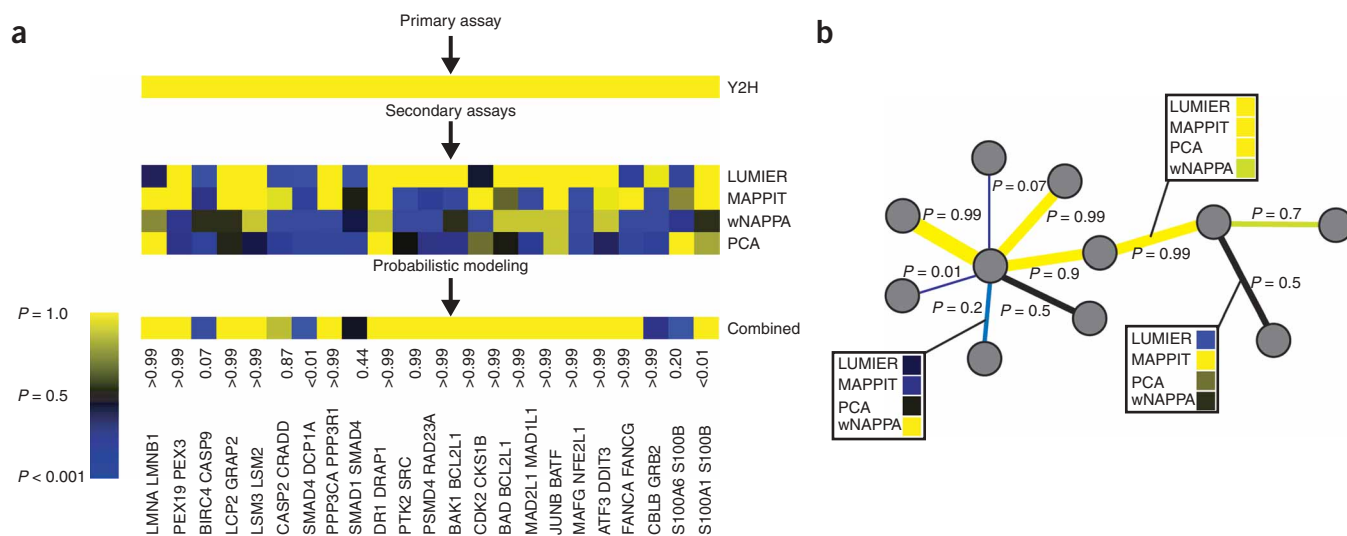 a
Primary assay
Y2H
Secondary assays
LUMIER
MAPPIT
wNAPPA
PCA
Probabilistic modeling
Combined
P = 1.0
P = 0.5
P < 0.001
>0.99
>0.99
0.07
>0.99
>0.99
0.87
<0.01
>0.99
0.44
>0.99
0.99
>0.99
>0.99
>0.99
>0.99
>0.99
>0.99
>0.99
>0.99
>0.99
>0.99
0.20
<0.01
LMNA LMNB1
PEX19 PEX3
BIRC4 CASP9
LCP2 GRAP2
LSM3 LSM2
CASP2 CRADD
SMAD4 DCP1A
PPP3CA PPP3R1
SMAD1 SMAD4
DR1 DRAP1
PTK2 SRC
PSMD4 RAD23A
BAK1 BCL2L1
CDK2 CKS1B
BAD BCL2L1
MAD2L1 MAD1L1
JUNB BATF
MAFG NFE2L1
ATF3 DDIT3
FANCA FANCG
CBLB GRB2
S100A6 S100B
S100A1 S100B
b
LUMIER
MAPPIT
PCA
wNAPPA
P = 0.07
P = 0.99
P = 0.99
P = 0.7
P = 0.99
P = 0.9
P = 0.01
P = 0.2
P = 0.5
P = 0.5
LUMIER
MAPPIT
PCA
wNAPPA
LUMIER
MAPPIT
PCA
wNAPPA